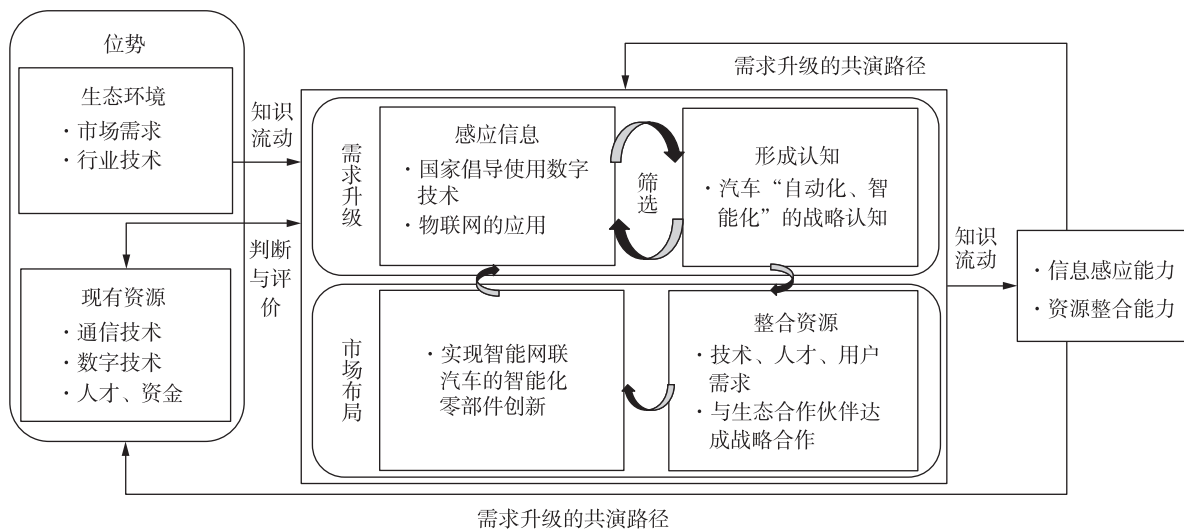 位势
生态环境
·市场需求
·行业技术
现有资源
·通信技术
·数字技术
·人才、资金
知识
流动
判断
与评
价
需求升级的共演路径
需求升级
感应信息
·国家倡导使用数字
技术
·物联网的应用
筛选
形成认知
·汽车“自动化、智
能化”的战略认知
市场布局
·实现智能网联
汽车的智能化
零部件创新
整合资源
·技术、人才、用户
需求
·与生态合作伙伴达
成战略合作
知识
流动
·信息感应能力
·资源整合能力
需求升级的共演路径